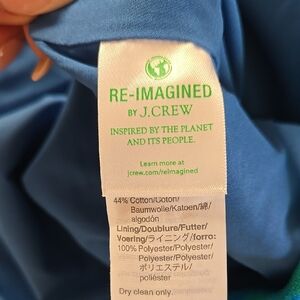 RE-IMAGINED
BY J.CREW
INSPIRED BY THE PLANET
AND ITS PEOPLE.
Learn more at
jcrew.com/reimagined
44% Cotton/Coton/
Baumwolle/Katoen/綿/
algodón
Lining/Doublure/Futter/
Voering/ライニング/forro:
100% Polyester/Polyester/
Polyester/Polyester/
ポリエステル/
poliéster
Dry clean only.